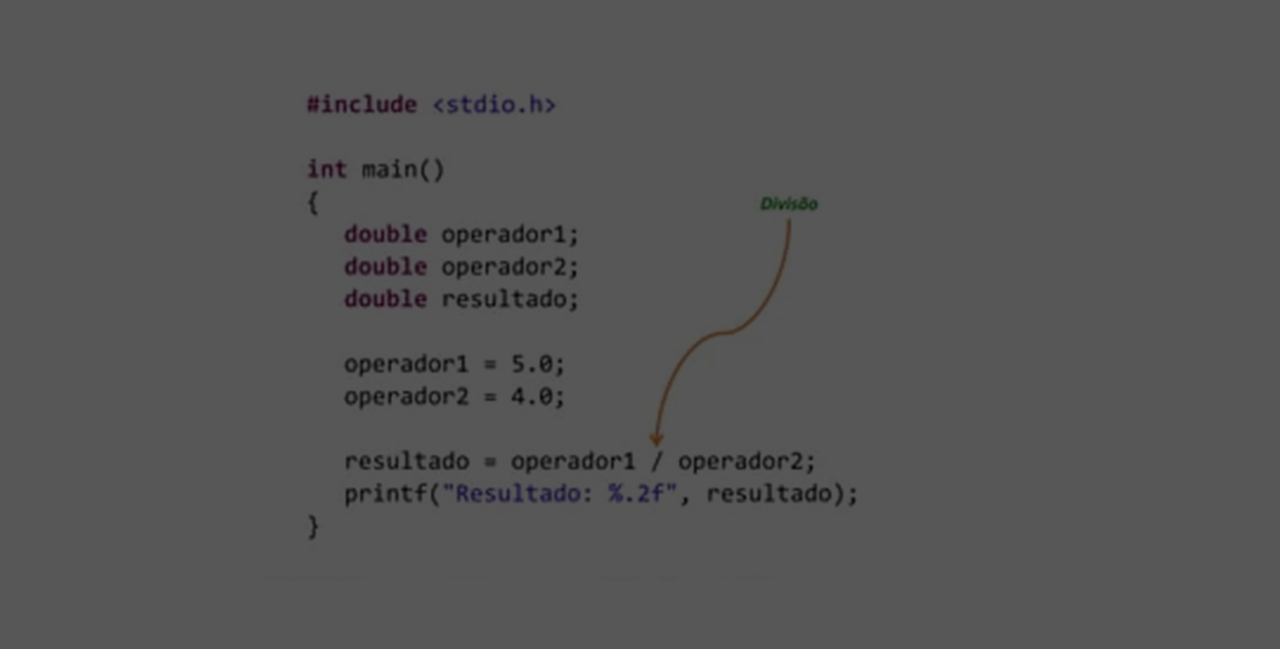 #include <stdio.h>
int main()
{
Divisão
double operador1;
double operador2;
double resultado;
operador1 = 5.0;
operador2 = 4.0;
resultado = operador1 / operador2;
printf("Resultado: %.2f", resultado);
}